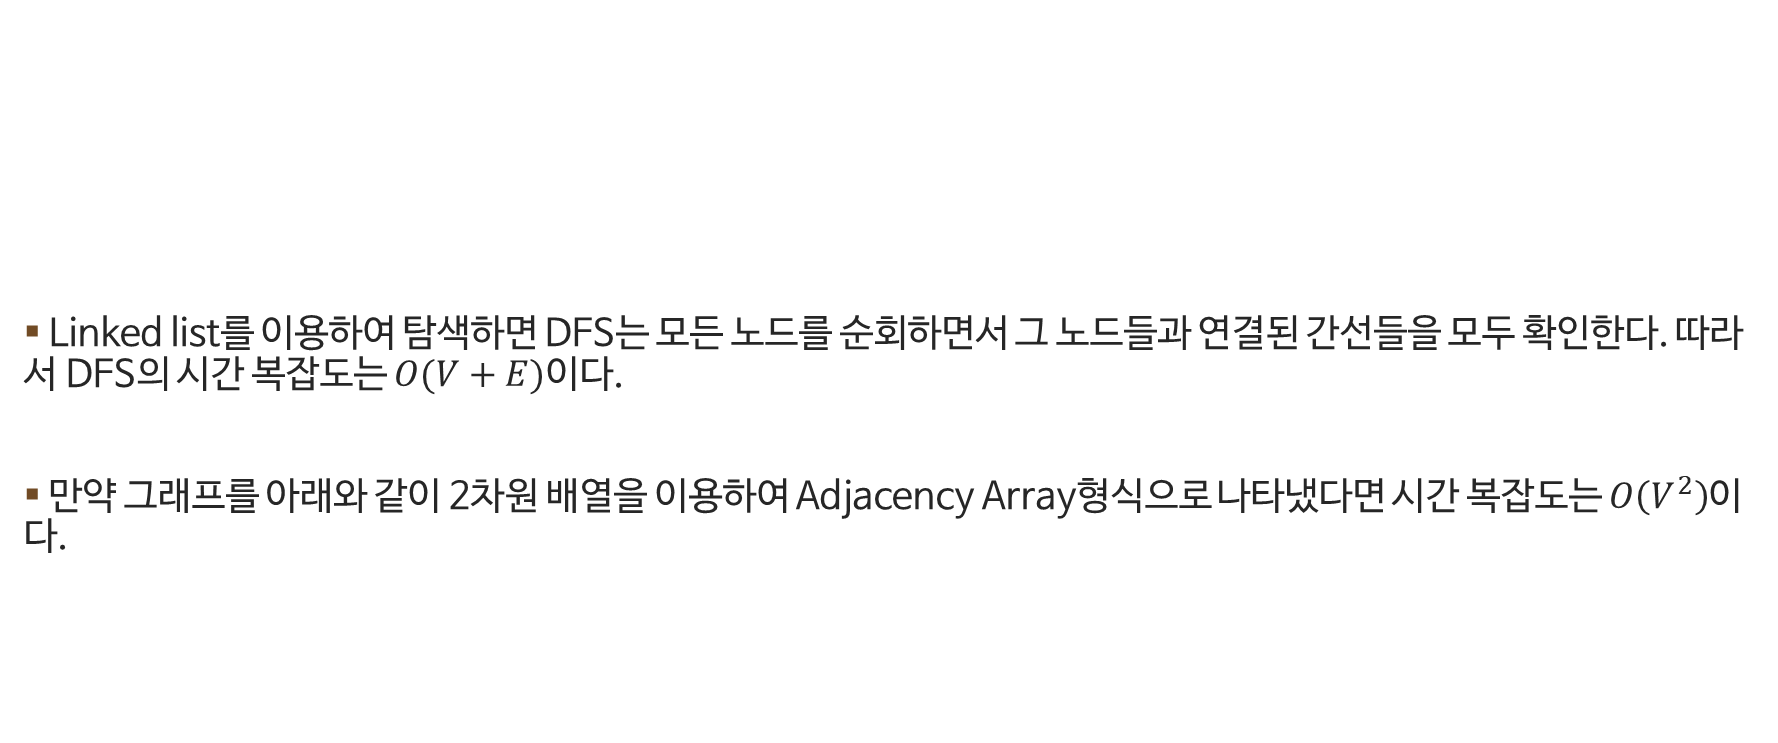 ▪ Linked list를 이용하여 탐색하면 DFS는 모든 노드를 순회하면서 그 노드들과 연결된 간선들을 모두 확인한다. 따라
서 DFS의 시간 복잡도는 O(V + E)이다.
▪ 만약 그래프를 아래와 같이 2차원 배열을 이용하여 Adjacency Array형식으로 나타냈다면 시간 복잡도는 O(V²)이
다.